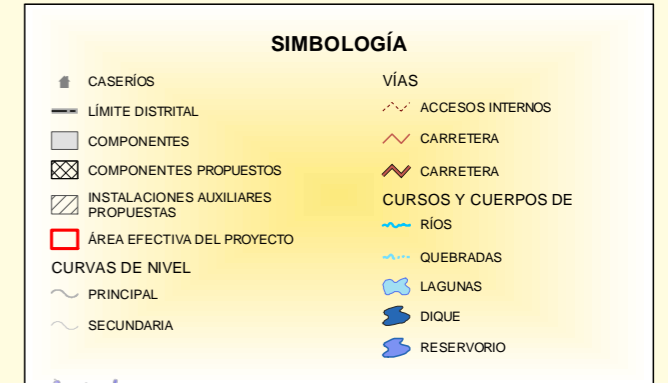 SIMBOLOGÍA
CASERÍOS
LÍMITE DISTRITAL
COMPONENTES
COMPONENTES PROPUESTOS
INSTALACIONES AUXILIARES
PROPUESTAS
ÁREA EFECTIVA DEL PROYECTO
CURVAS DE NIVEL
PRINCIPAL
SECUNDARIA
VÍAS
ACCESOS INTERNOS
CARRETERA
CARRETERA
CURSOS Y CUERPOS DE
RÍOS
QUEBRADAS
LAGUNAS
DIQUE
RESERVORIO